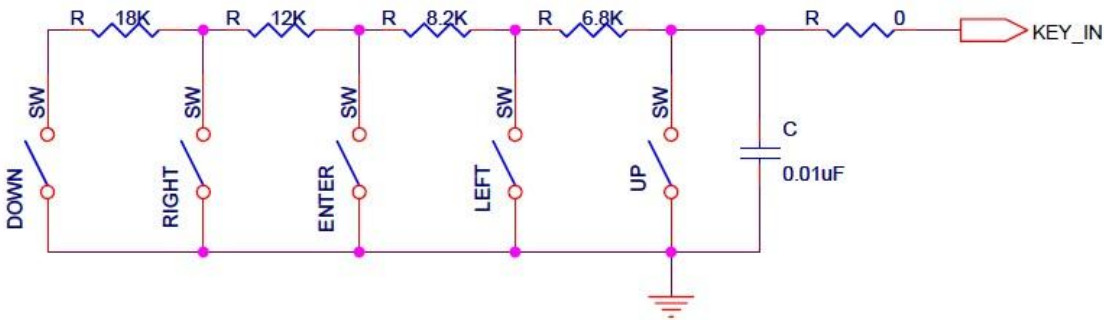 R 18K R 12K R 8.2K R 6.8K R 0
KEY_IN
SW SW SW SW SW
C
0.01uF
DOWN RIGHT ENTER LEFT UP